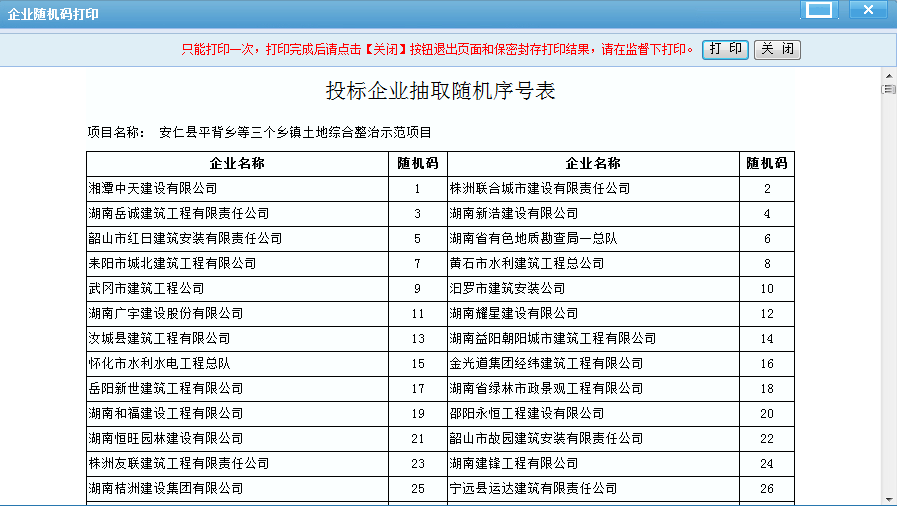 企业随机码打印
只能打印一次，打印完成后请点击【关闭】按钮退出页面和保密封存打印结果，请在监督下打印。 打 印 关 闭
投标企业抽取随机序号表
项目名称： 安仁县平背乡等三个乡镇土地综合整治示范项目
企业名称 随机码 企业名称 随机码
湘潭中天建设有限公司 1 株洲联合城市建设有限责任公司 2
湖南岳诚建筑工程有限责任公司 3 湖南新浩建设有限公司 4
韶山市红日建筑安装有限责任公司 5 湖南省有色地质勘查局一总队 6
耒阳市城北建筑工程有限公司 7 黄石市水利建筑工程总公司 8
武冈市建筑工程公司 9 汨罗市建筑安装公司 10
湖南广宇建设股份有限公司 11 湖南耀星建设有限公司 12
汝城县建筑工程有限公司 13 湖南益阳朝阳城市建筑工程有限公司 14
怀化市水利水电工程总队 15 金光道集团经纬建筑工程有限公司 16
岳阳新世建筑工程有限公司 17 湖南省绿林市政景观工程有限公司 18
湖南和福建设工程有限公司 19 邵阳永恒工程建设有限公司 20
湖南恒旺园林建设有限公司 21 韶山市故园建筑安装有限责任公司 22
株洲友联建筑工程有限责任公司 23 湖南建锋工程有限公司 24
湖南桔洲建设集团有限公司 25 宁远县运达建筑有限责任公司 26